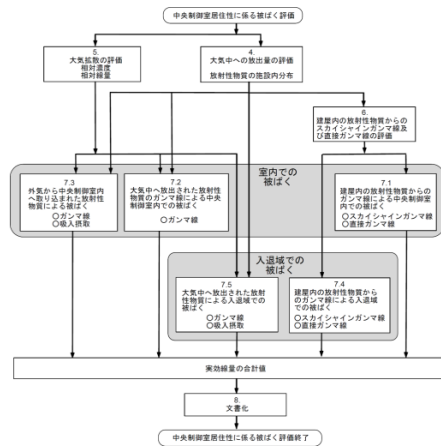 中央制御室居住性に係る被ばく評価
5.
大気拡散の評価
相対濃度
相対線量
4.
大気中への放出量の評価
放射性物質の施設内分布
6.
建屋内の放射性物質からの
スカイシャインガンマ線及
び直接ガンマ線の評価
室内での
被ばく
7.3
外気から中央制御室内
へ取り込まれた放射性
物質による被ばく
○ガンマ線
○吸入摂取
7.2
大気中へ放出された放射性
物質のガンマ線による中央
制御室内での被ばく
○ガンマ線
7.1
建屋内の放射性物質からの
ガンマ線による中央制御室
内での被ばく
○スカイシャインガンマ線
○直接ガンマ線
入退域での
被ばく
7.5
大気中へ放出された放射
性物質による入退域での
被ばく
○ガンマ線
○吸入摂取
7.4
建屋内の放射性物質か
らのガンマ線による入退域
での被ばく
○スカイシャインガンマ線
○直接ガンマ線
実効線量の合計値
8.
文書化
中央制御室居住性に係る被ばく評価終了